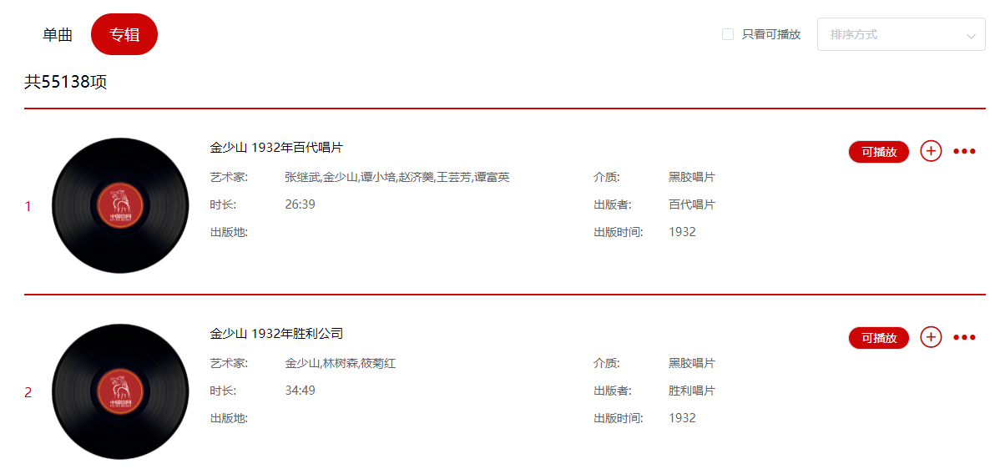 单曲 专辑 只看可播放 排序方式
共55138项
金少山 1932年百代唱片 可播放
艺术家: 张继武,金少山,谭小培,赵济羹,王芸芳,谭富英 介质: 黑胶唱片
1 时长: 26:39 出版者: 百代唱片
出版地: 出版时间: 1932
金少山 1932年胜利公司 可播放
艺术家: 金少山,林树森,筱菊红 介质: 黑胶唱片
2 时长: 34:49 出版者: 胜利唱片
出版地: 出版时间: 1932